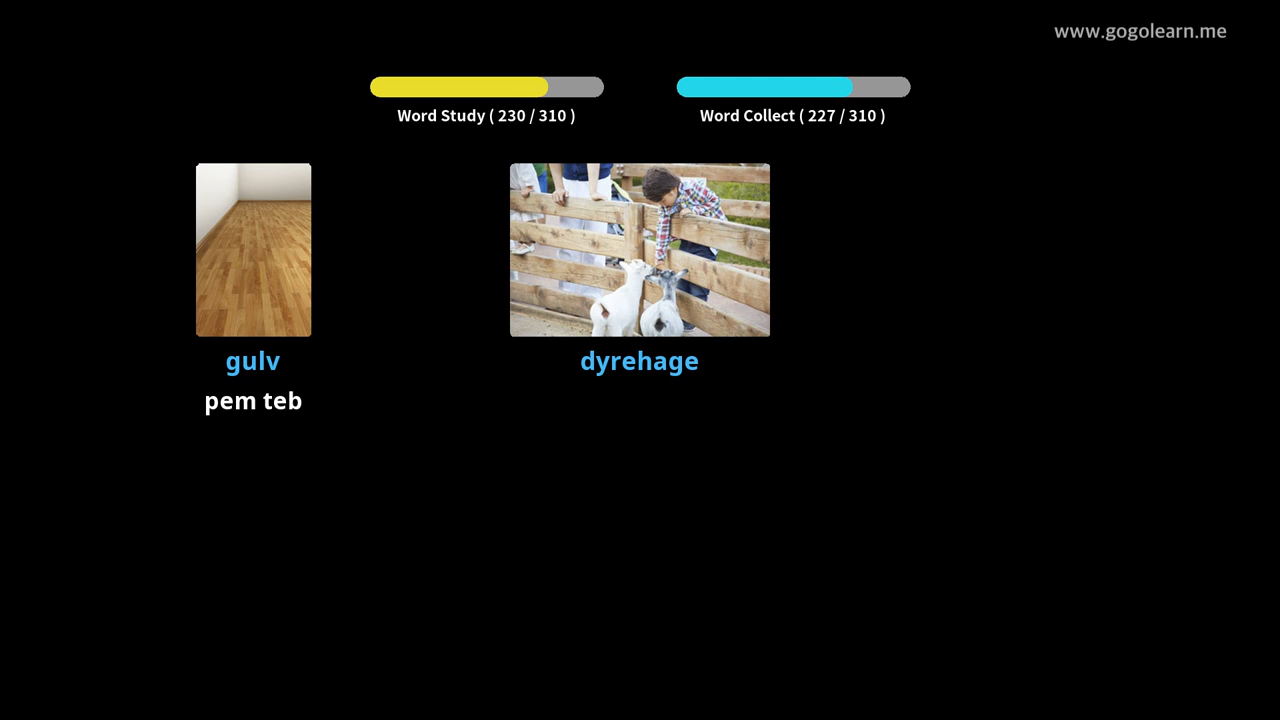 www.gogolearn.me
Word Study ( 230 / 310 )
Word Collect ( 227 / 310 )
gulv
dyrehage
pem teb